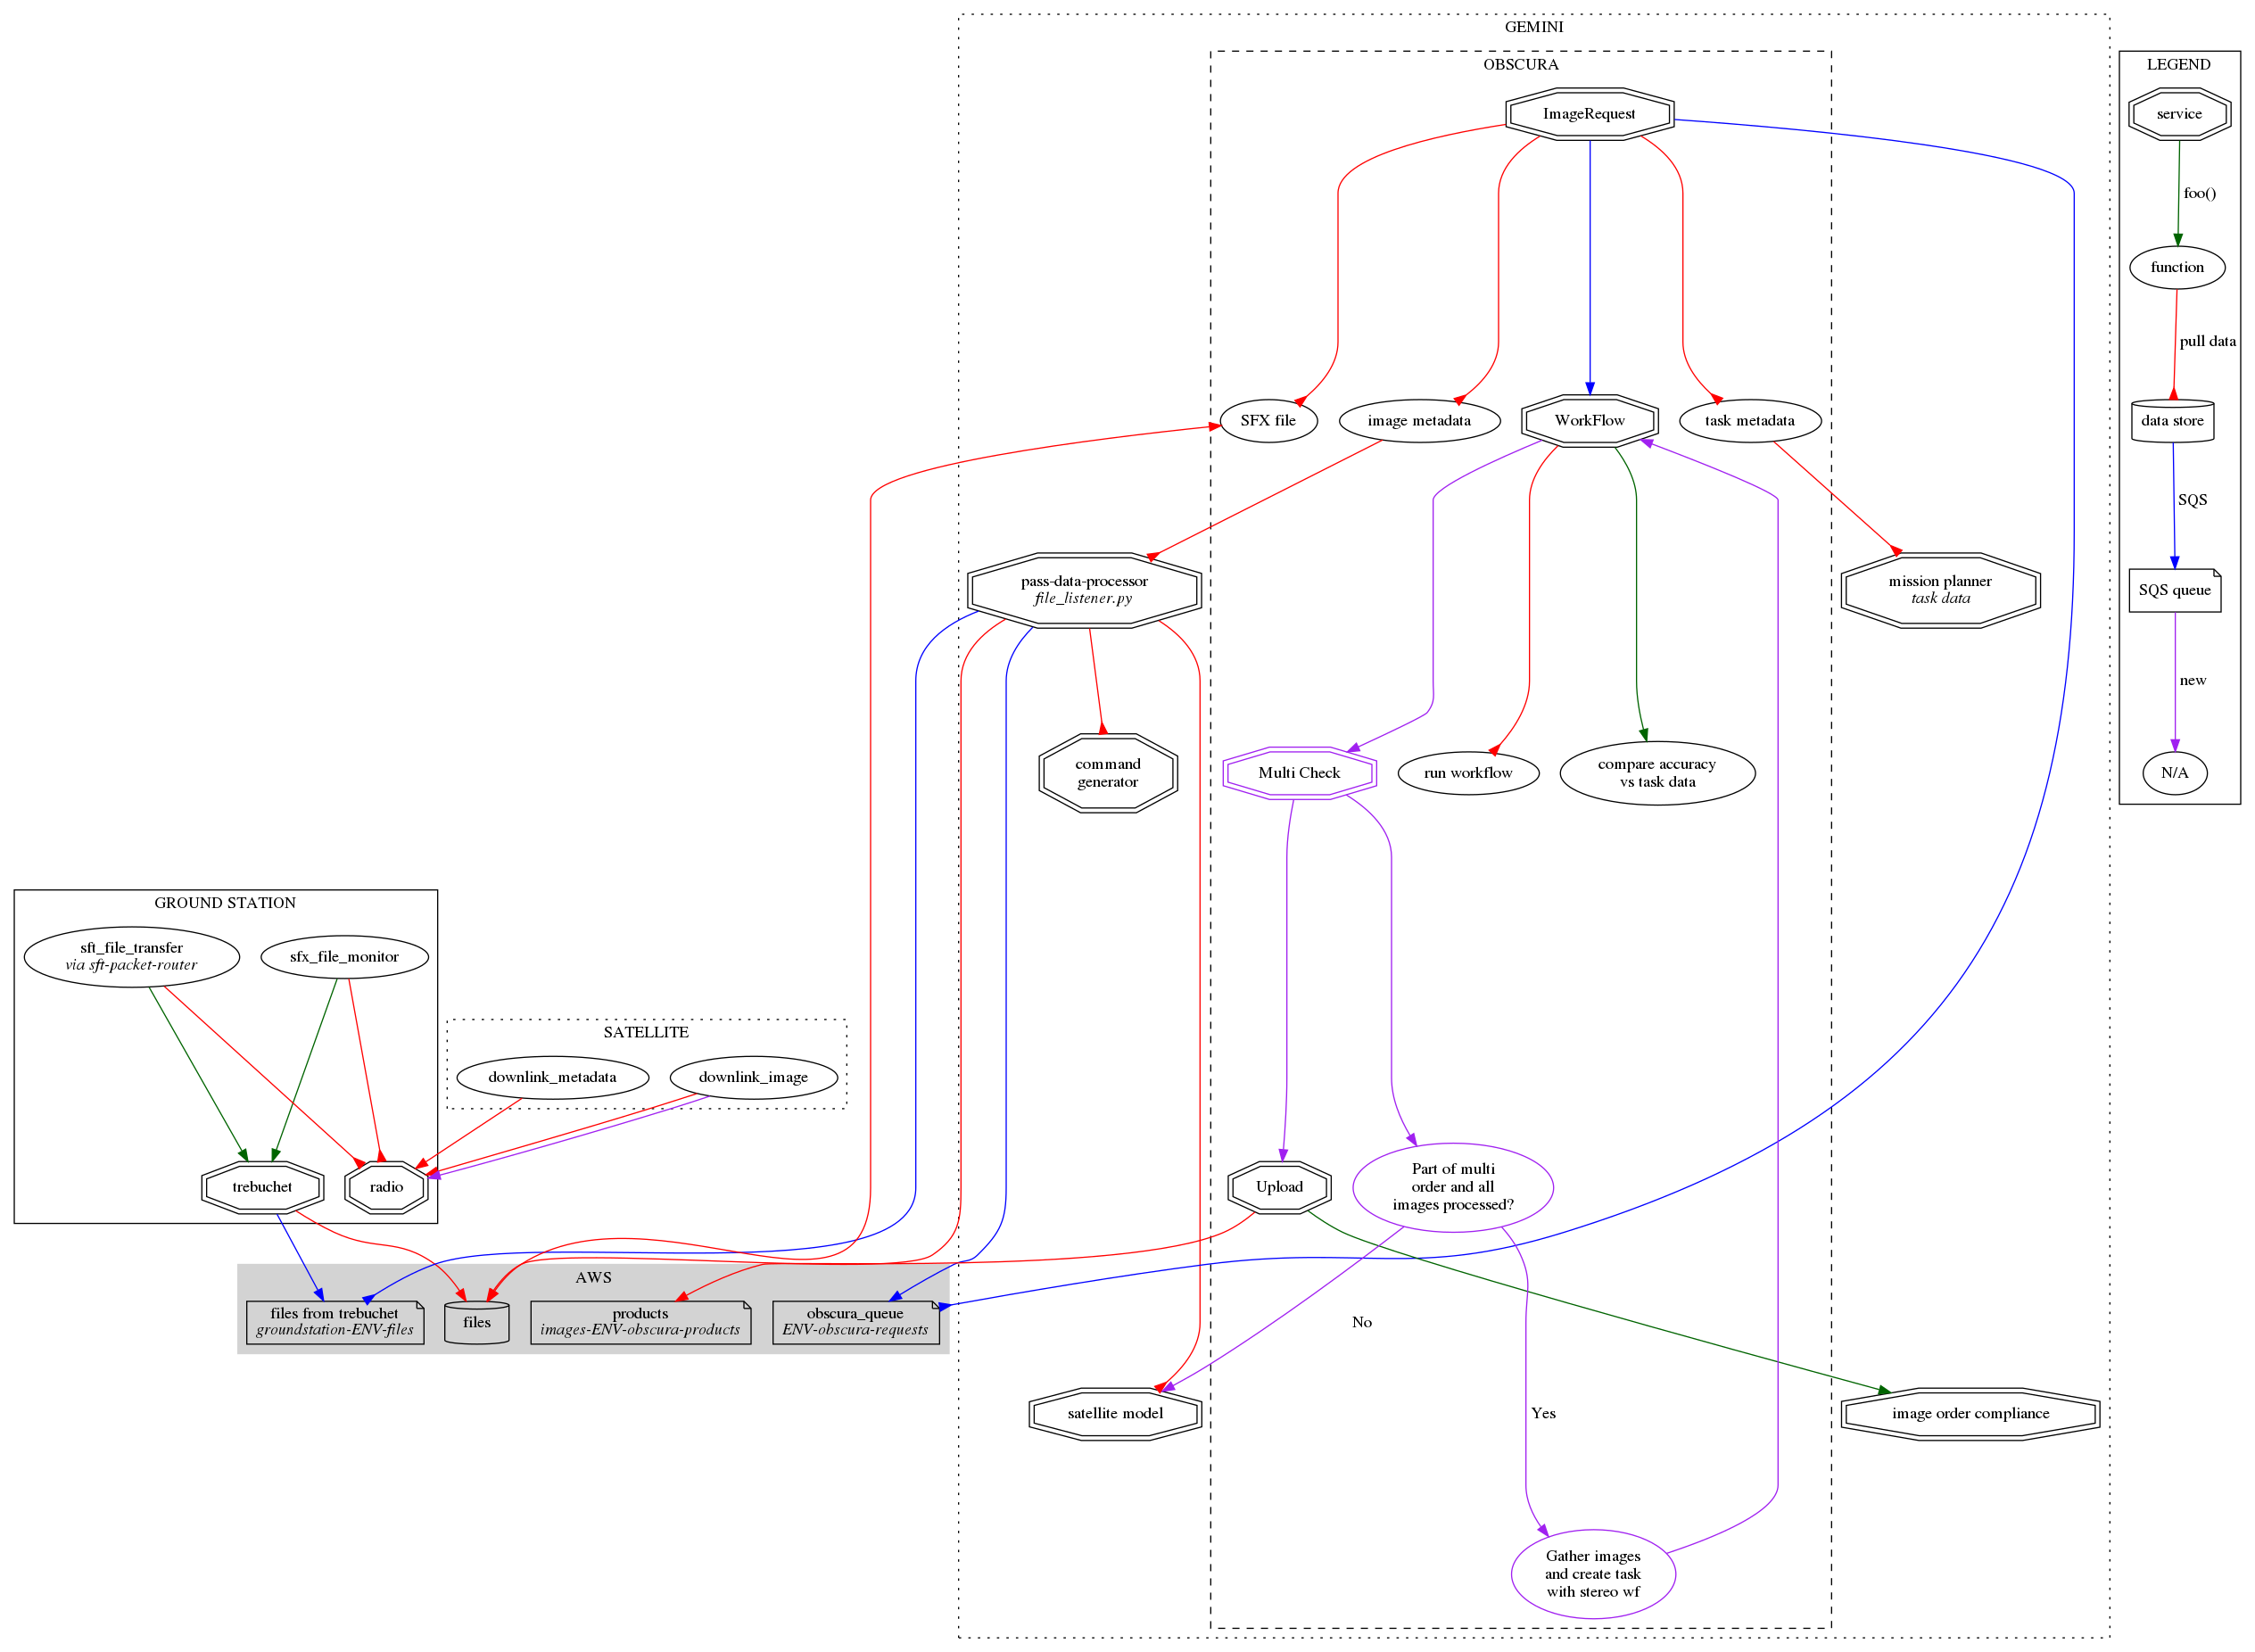 GEMINI
OBSCURA
ImageRequest
SFX file
image metadata
WorkFlow
task metadata
pass-data-processor
file_listener.py
mission planner
task data
command
generator
Multi Check
run workflow
compare accuracy
vs task data
GROUND STATION
sft_file_transfer
via sft-packet-router
sfx_file_monitor
SATELLITE
downlink_metadata
downlink_image
trebuchet
radio
Upload
Part of multi
order and all
images processed?
AWS
files from trebuchet
groundstation-ENV-files
files
products
images-ENV-obscura-products
obscura_queue
ENV-obscura-requests
No
satellite model
Yes
image order compliance
Gather images
and create task
with stereo wf
LEGEND
service
foo()
function
pull data
data store
SQS
SQS queue
new
N/A